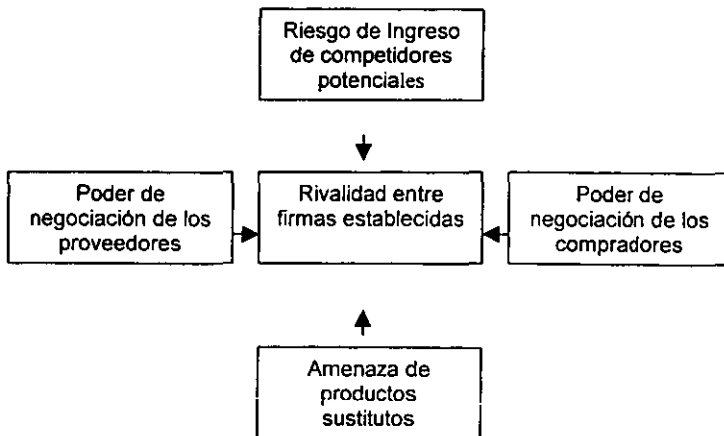 Riesgo de Ingreso
de competidores
potenciales
Poder de
negociación de los
proveedores
Rivalidad entre
firmas establecidas
Poder de
negociación de los
compradores
Amenaza de
productos
sustitutos